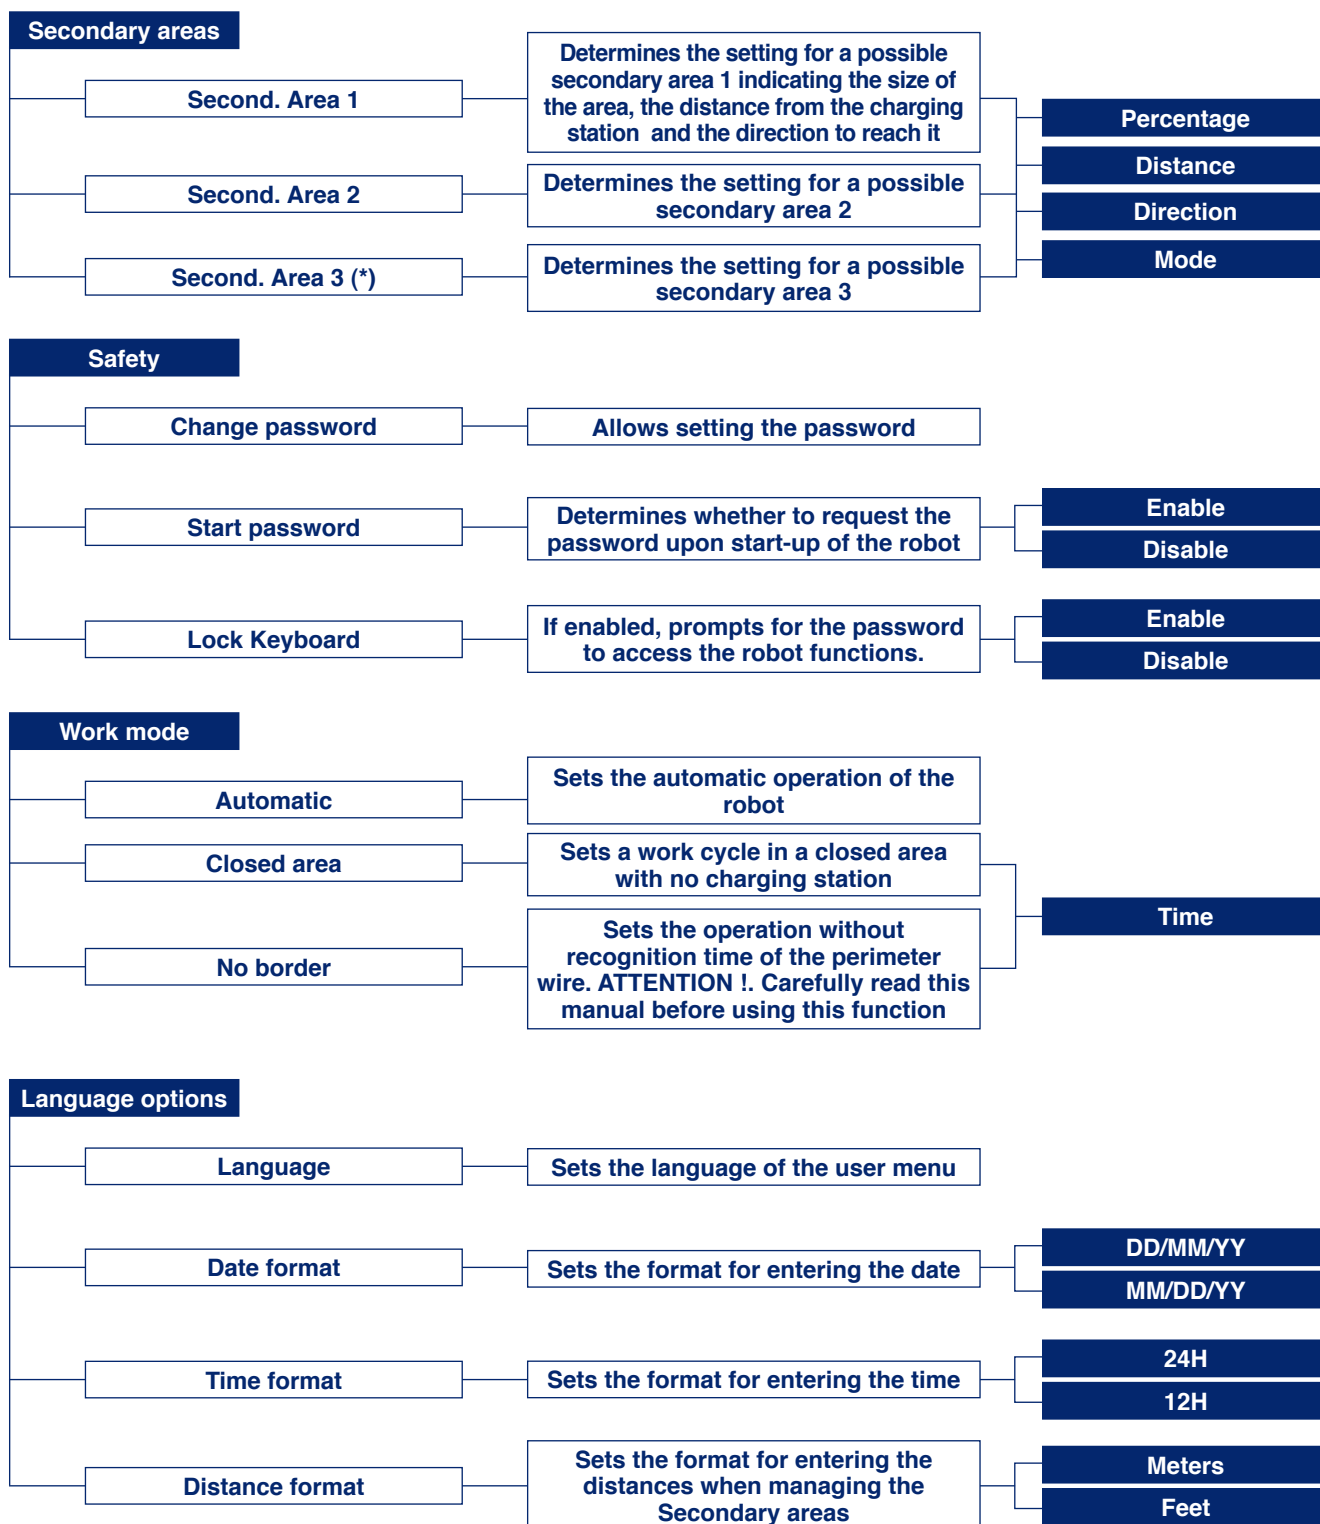 Secondary areas
Second. Area 1
Determines the setting for a possible
secondary area 1 indicating the size of
the area, the distance from the charging
station and the direction to reach it
Percentage
Distance
Direction
Mode
Second. Area 2
Determines the setting for a possible
secondary area 2
Second. Area 3 (*)
Determines the setting for a possible
secondary area 3
Safety
Change password
Allows setting the password
Start password
Determines whether to request the
password upon start-up of the robot
Enable
Disable
Lock Keyboard
If enabled, prompts for the password
to access the robot functions.
Enable
Disable
Work mode
Automatic
Sets the automatic operation of the
robot
Closed area
Sets a work cycle in a closed area
with no charging station
Time
No border
Sets the operation without
recognition time of the perimeter
wire. ATTENTION !. Carefully read this
manual before using this function
Language options
Language
Sets the language of the user menu
Date format
Sets the format for entering the date
DD/MM/YY
MM/DD/YY
Time format
Sets the format for entering the time
24H
12H
Distance format
Sets the format for entering the
distances when managing the
Secondary areas
Meters
Feet